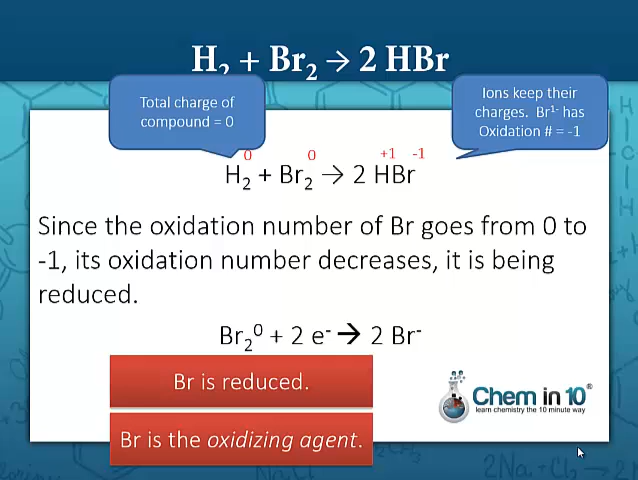 H₂ + Br₂ → 2 HBr
Total charge of
compound = 0
Ions keep their
charges. Br¹⁻ has
Oxidation # = -1
0 0 +1 -1
H₂ + Br₂ → 2 HBr
Since the oxidation number of Br goes from 0 to
-1, its oxidation number decreases, it is being
reduced.
Br₂⁰ + 2 e⁻ → 2 Br⁻
Br is reduced.
Br is the oxidizing agent.
Chem in 10®
learn chemistry the 10 minute way